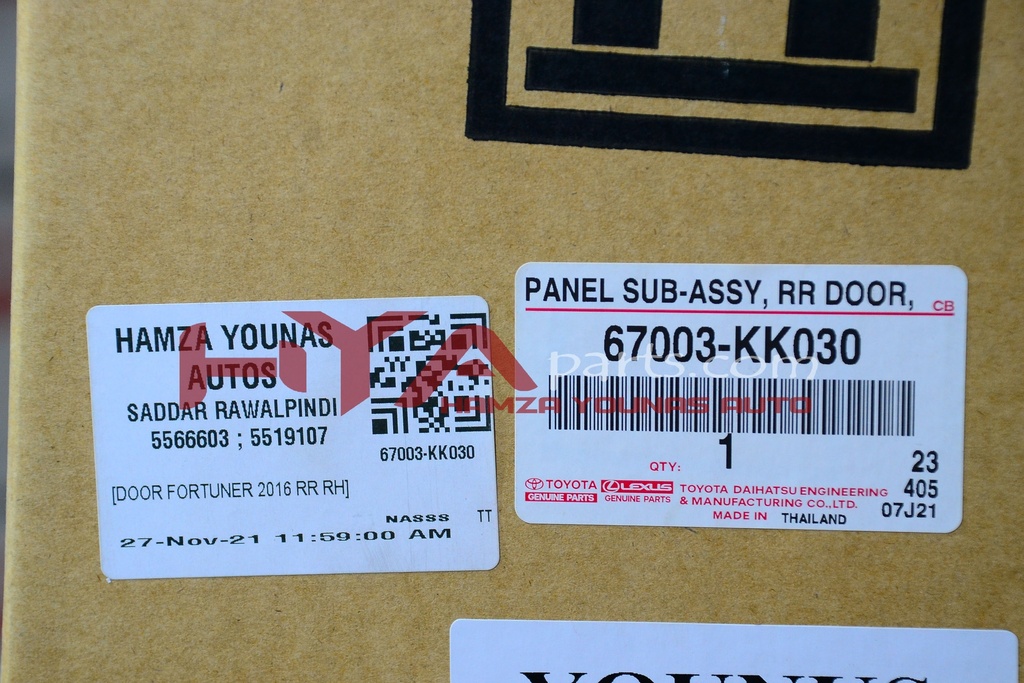 HAMZA YOUNAS
AUTOS
SADDAR RAWALPINDI
5566603 ; 5519107
67003-KK030
[DOOR FORTUNER 2016 RR RH]
NASSS TT
27-Nov-21 11:59:00 AM
PANEL SUB-ASSY, RR DOOR,
CB
67003-KK030
QTY: 1
23
405
07J21
TOYOTA
GENUINE PARTS
LEXUS
GENUINE PARTS
TOYOTA DAIHATSU ENGINEERING
& MANUFACTURING CO.,LTD.
MADE IN THAILAND
HYA parts.com
HAMZA YOUNAS AUTO
YOUNUS